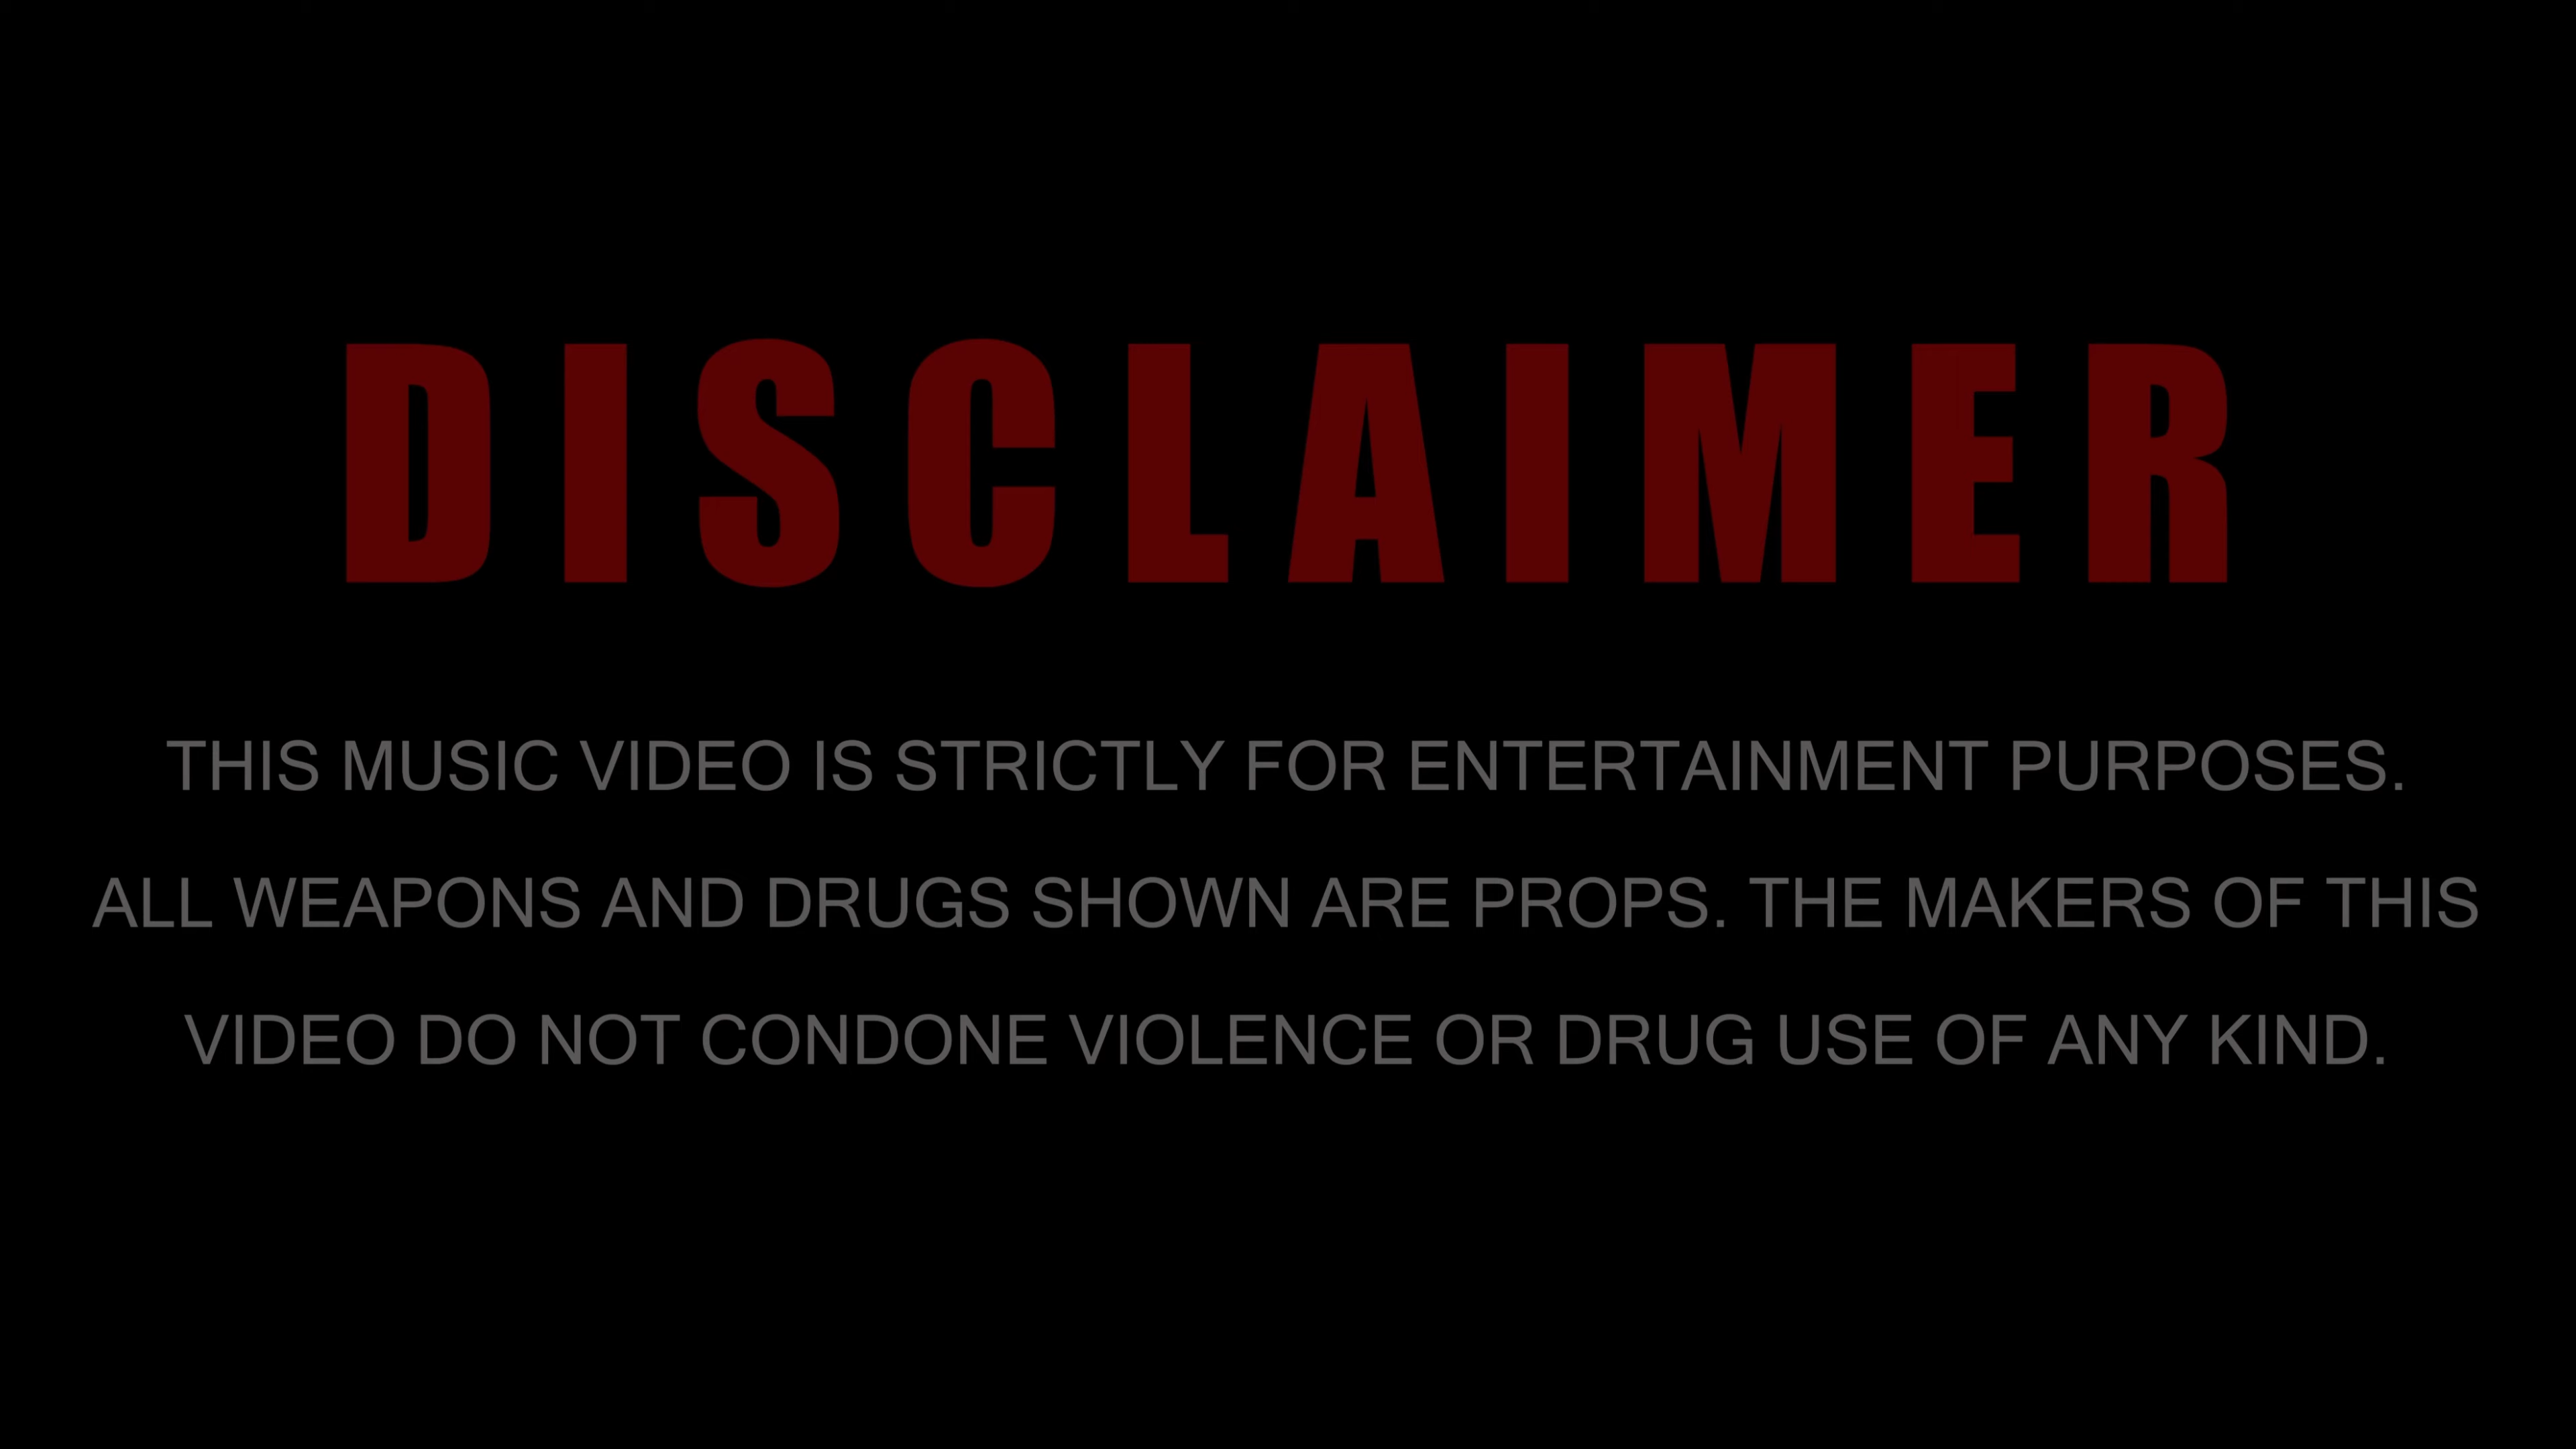 DISCLAIMER
THIS MUSIC VIDEO IS STRICTLY FOR ENTERTAINMENT PURPOSES.
ALL WEAPONS AND DRUGS SHOWN ARE PROPS. THE MAKERS OF THIS
VIDEO DO NOT CONDONE VIOLENCE OR DRUG USE OF ANY KIND.